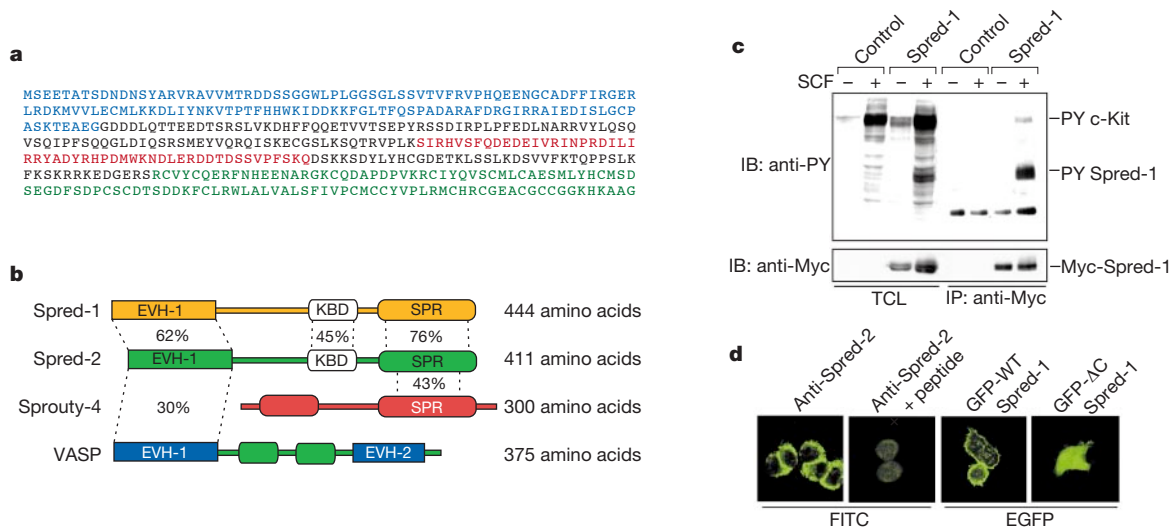 a
MSEETATSDNDNSYARVRAVVMTRDDSSGGWLPLGGSGLSSVTVFRVPHQEENGCADFFIRGERL
LRDKMVVLECMLKKDLIYNKVTPTFHHWKIDDKKFGLTFQSPADARAFDRGIRRAIEDISLGCP
ASKTEAEGGDDDLQTTEEDTSRSLVKDHFFQQETVVTSEPYRSSDIRPLPFEDLNARRVYLQSQ
VSQIPFSQQGLDIQSRSMEYVQRQISKECGSLKSQTRVPLKSIRHVSFQDEDEIVRINPRDILI
RRYADYRHPDMWKNDLERDDTDSSVPFSKQDSKKSDYLYHCGDETKLSSLKDSVVFKTQPPSLK
FKSKRRKEDGERSRCVYCQERFNHEENARGKCQDAPDPVKRCIYQVSCMLCAESMLYHCMSD
SEGDFSDPCSCDTSDDKFCLRWLALVALSFIVPCMCCYVPLRMCHRCGEACGCCGGKHKAAG
b
Spred-1 EVH-1 KBD SPR 444 amino acids
62% 45% 76%
Spred-2 EVH-1 KBD SPR 411 amino acids
43%
Sprouty-4 30% SPR 300 amino acids
VASP EVH-1 EVH-2 375 amino acids
c
Control Spred-1 Control Spred-1
SCF – + – + – + – +
PY c-Kit
IB: anti-PY
PY Spred-1
IB: anti-Myc Myc-Spred-1
TCL IP: anti-Myc
d
Anti-Spred-2
Anti-Spred-2 + peptide
GFP-WT Spred-1
GFP-ΔC Spred-1
FITC EGFP